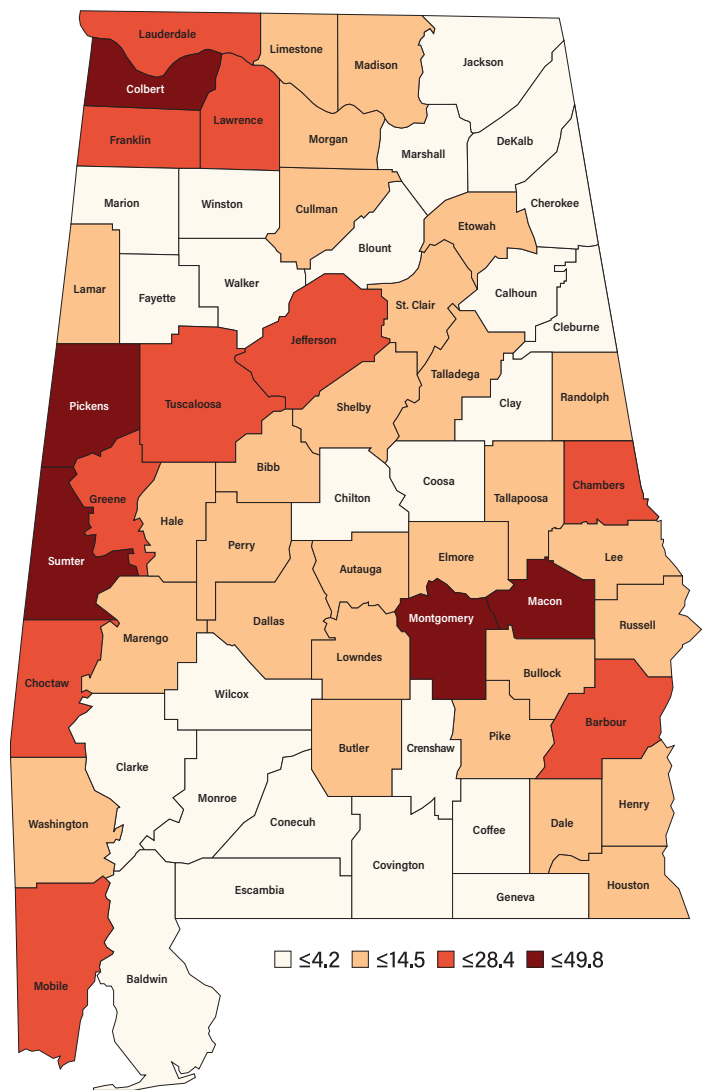 Lauderdale
Limestone
Madison
Jackson
Colbert
Lawrence
Franklin
Morgan
Marshall
DeKalb
Marion
Winston
Cullman
Cherokee
Etowah
Blount
Lamar
Fayette
Walker
St. Clair
Calhoun
Cleburne
Jefferson
Talladega
Pickens
Tuscaloosa
Shelby
Clay
Randolph
Bibb
Greene
Hale
Chilton
Coosa
Tallapoosa
Chambers
Sumter
Perry
Autauga
Elmore
Lee
Macon
Montgomery
Russell
Marengo
Dallas
Lowndes
Bullock
Choctaw
Wilcox
Barbour
Butler
Crenshaw
Pike
Clarke
Monroe
Washington
Conecuh
Coffee
Dale
Henry
Covington
Escambia
Geneva
Houston
Mobile
Baldwin
≤4.2 ≤14.5 ≤28.4 ≤49.8